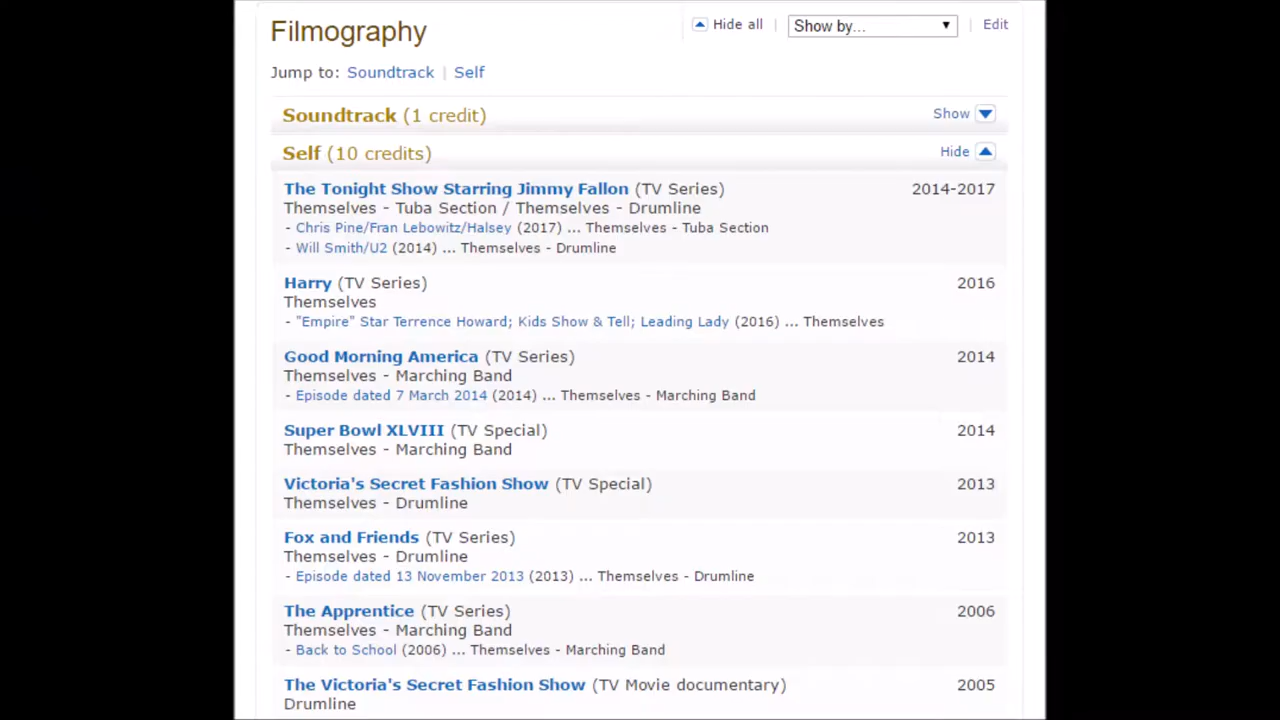 Filmography
Hide all | Show by... | Edit
Jump to: Soundtrack | Self
Soundtrack (1 credit) Show
Self (10 credits) Hide
The Tonight Show Starring Jimmy Fallon (TV Series) 2014-2017
Themselves - Tuba Section / Themselves - Drumline
- Chris Pine/Fran Lebowitz/Halsey (2017) ... Themselves - Tuba Section
- Will Smith/U2 (2014) ... Themselves - Drumline
Harry (TV Series) 2016
Themselves
- "Empire" Star Terrence Howard; Kids Show & Tell; Leading Lady (2016) ... Themselves
Good Morning America (TV Series) 2014
Themselves - Marching Band
- Episode dated 7 March 2014 (2014) ... Themselves - Marching Band
Super Bowl XLVIII (TV Special) 2014
Themselves - Marching Band
Victoria's Secret Fashion Show (TV Special) 2013
Themselves - Drumline
Fox and Friends (TV Series) 2013
Themselves - Drumline
- Episode dated 13 November 2013 (2013) ... Themselves - Drumline
The Apprentice (TV Series) 2006
Themselves - Marching Band
- Back to School (2006) ... Themselves - Marching Band
The Victoria's Secret Fashion Show (TV Movie documentary) 2005
Drumline